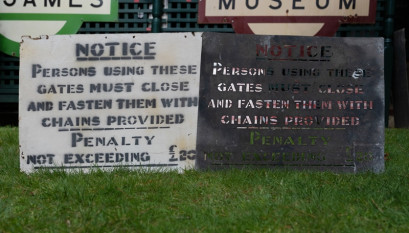 JAMES
MUSEUM
NOTICE
PERSONS USING THESE
GATES MUST CLOSE
AND FASTEN THEM WITH
CHAINS PROVIDED
PENALTY
NOT EXCEEDING £20
NOTICE
PERSONS USING THESE
GATES MUST CLOSE
AND FASTEN THEM WITH
CHAINS PROVIDED
PENALTY